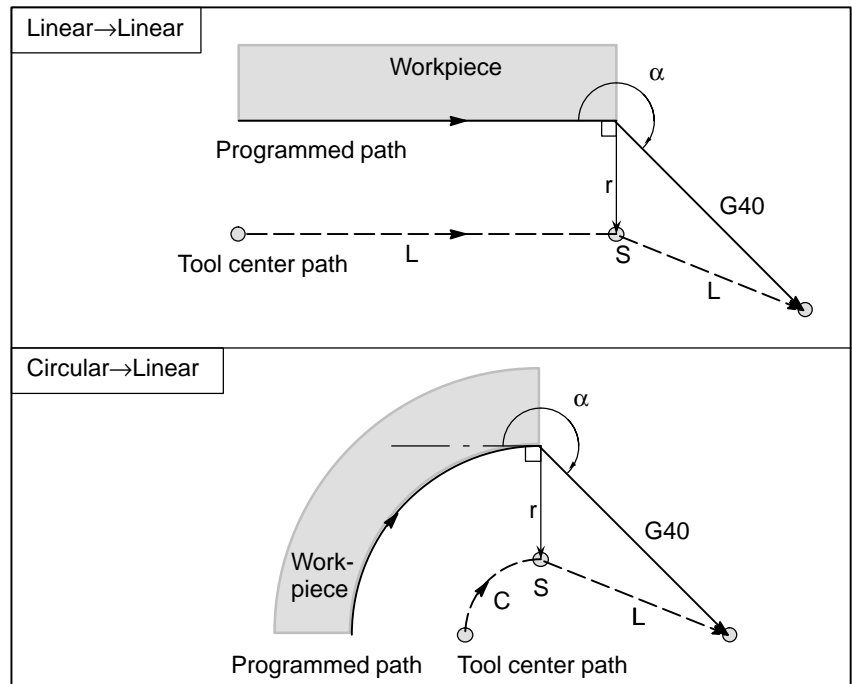 Linear→Linear
Workpiece
α
Programmed path
r
G40
Tool center path
L
S
L
Circular→Linear
α
r
G40
Work-
piece
C
S
L
Programmed path
Tool center path